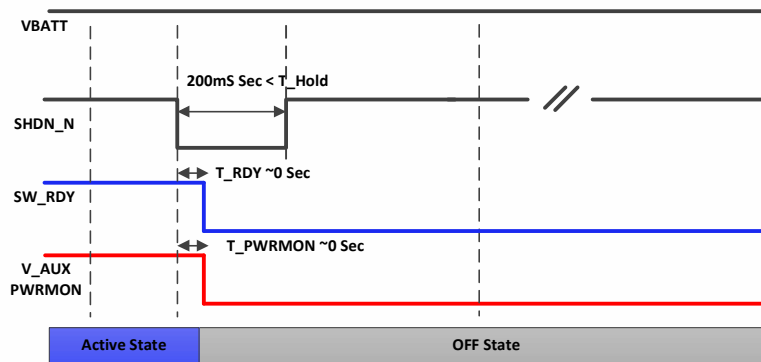 VBATT
200mS Sec < T_Hold
SHDN_N
T_RDY ~0 Sec
SW_RDY
T_PWRMON ~0 Sec
V_AUX
PWRMON
Active State
OFF State